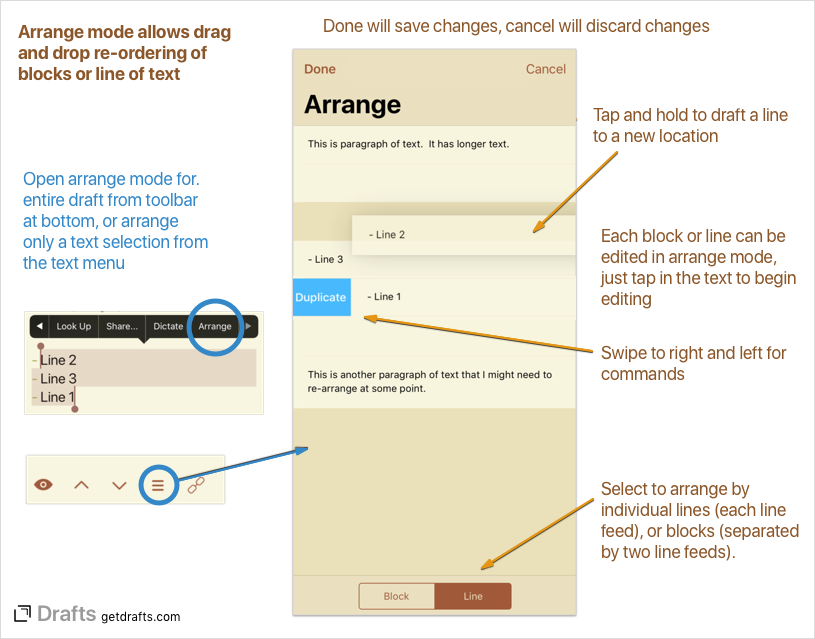 Arrange mode allows drag
and drop re-ordering of
blocks or line of text
Done will save changes, cancel will discard changes
Done
Cancel
Arrange
This is paragraph of text. It has longer text.
- Line 2
- Line 3
Duplicate
- Line 1
This is another paragraph of text that I might need to
re-arrange at some point.
Block
Line
Tap and hold to draft a line
to a new location
Each block or line can be
edited in arrange mode,
just tap in the text to begin
editing
Swipe to right and left for
commands
Select to arrange by
individual lines (each line
feed), or blocks (separated
by two line feeds).
Open arrange mode for.
entire draft from toolbar
at bottom, or arrange
only a text selection from
the text menu
Look Up
Share...
Dictate
Arrange
- Line 2
- Line 3
- Line 1
Drafts getdrafts.com